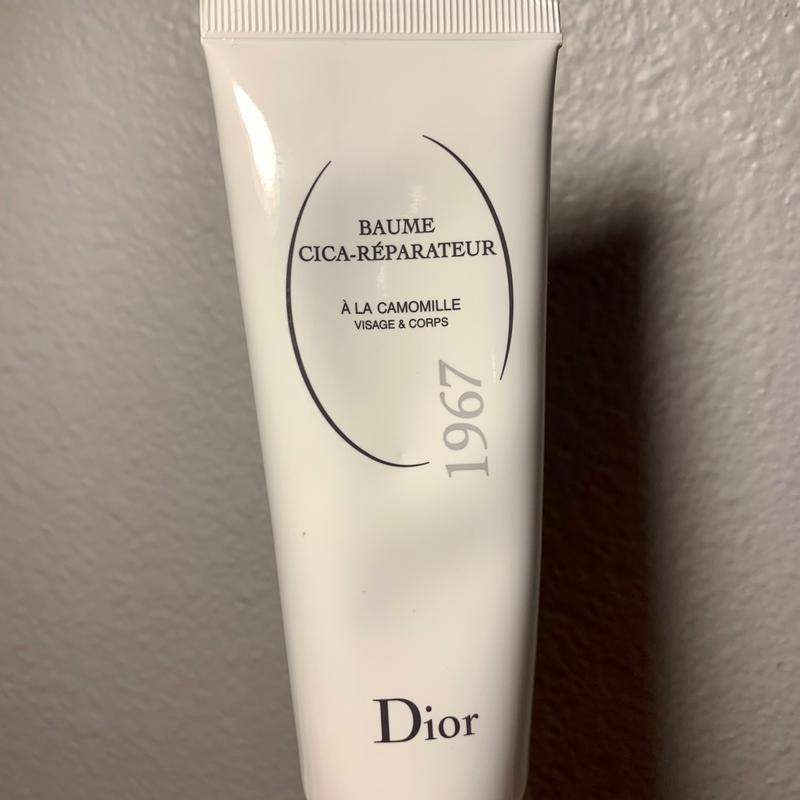 BAUME
CICA-RÉPARATEUR
À LA CAMOMILLE
VISAGE & CORPS
1967
Dior